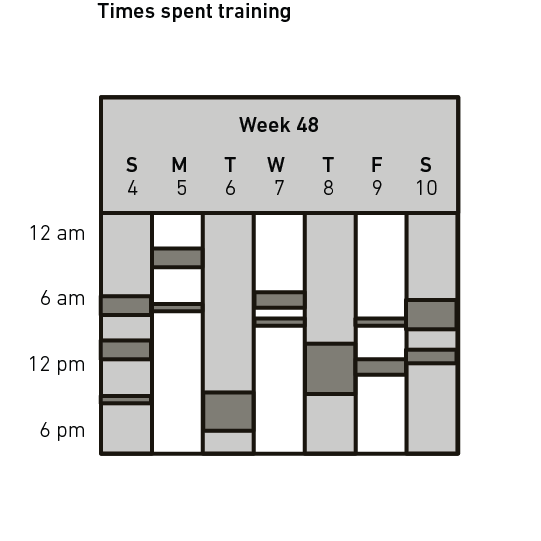 Times spent training
Week 48
S M T W T F S
4 5 6 7 8 9 10
12 am
6 am
12 pm
6 pm